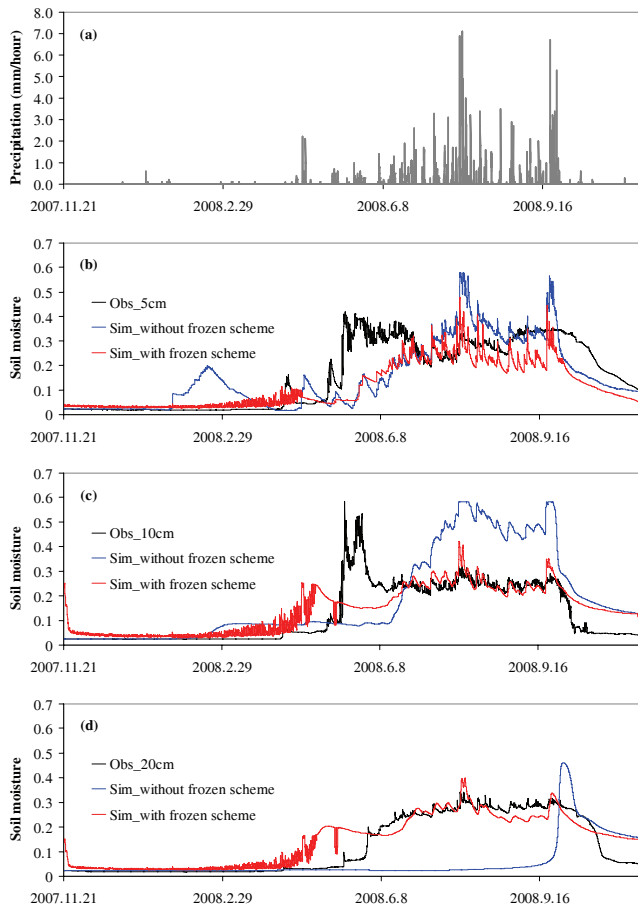 Precipitation (mm/hour)
8.0
7.0
6.0
5.0
4.0
3.0
2.0
1.0
0.0
(a)
2007.11.21 2008.2.29 2008.6.8 2008.9.16
Soil moisture
0.7
0.6
0.5
0.4
0.3
0.2
0.1
0
(b)
Obs_5cm
Sim_without frozen scheme
Sim_with frozen scheme
2007.11.21 2008.2.29 2008.6.8 2008.9.16
Soil moisture
0.7
0.6
0.5
0.4
0.3
0.2
0.1
0
(c)
Obs_10cm
Sim_without frozen scheme
Sim_with frozen scheme
2007.11.21 2008.2.29 2008.6.8 2008.9.16
Soil moisture
0.7
0.6
0.5
0.4
0.3
0.2
0.1
0
(d)
Obs_20cm
Sim_without frozen scheme
Sim_with frozen scheme
2007.11.21 2008.2.29 2008.6.8 2008.9.16